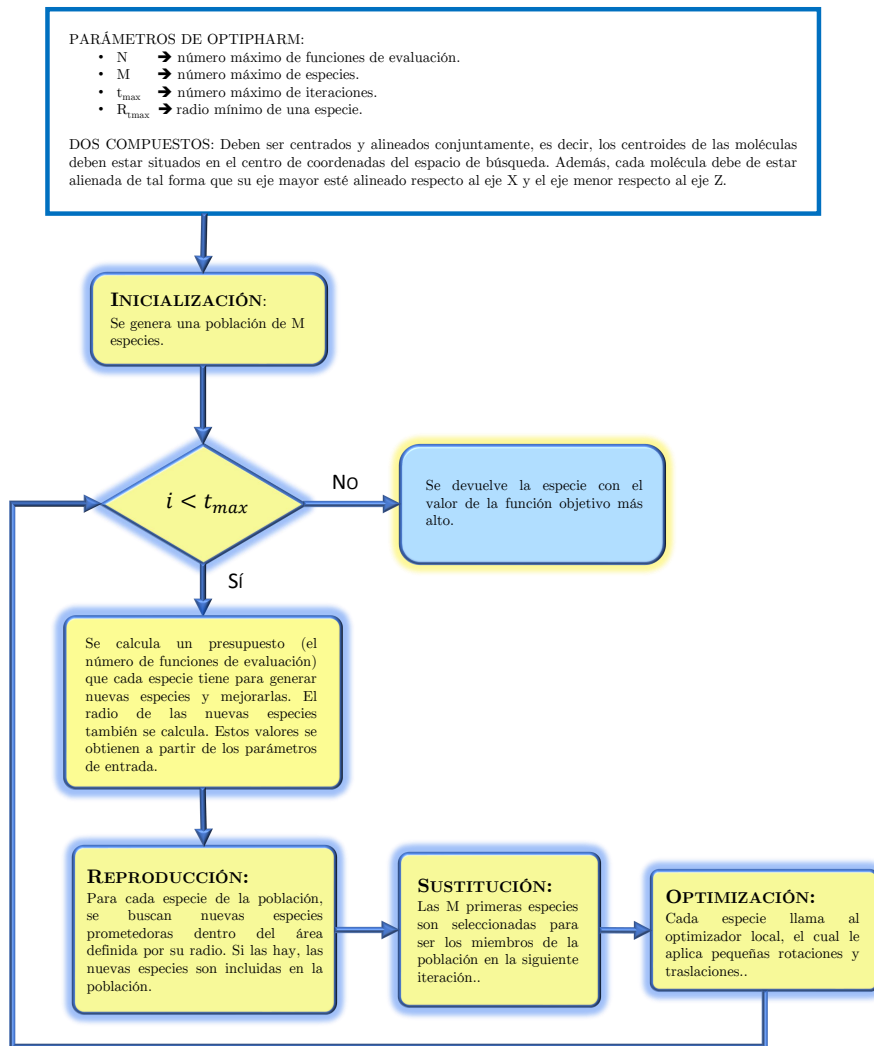 PARÁMETROS DE OPTIPHARM:
• N ➔ número máximo de funciones de evaluación.
• M ➔ número máximo de especies.
• tmax ➔ número máximo de iteraciones.
• Rtmax ➔ radio mínimo de una especie.
DOS COMPUESTOS: Deben ser centrados y alineados conjuntamente, es decir, los centroides de las moléculas
deben estar situados en el centro de coordenadas del espacio de búsqueda. Además, cada molécula debe de estar
alienada de tal forma que su eje mayor esté alineado respecto al eje X y el eje menor respecto al eje Z.
INICIALIZACIÓN:
Se genera una población de M
especies.
i < tmax
No
Se devuelve la especie con el
valor de la función objetivo más
alto.
Sí
Se calcula un presupuesto (el
número de funciones de evaluación)
que cada especie tiene para generar
nuevas especies y mejorarlas. El
radio de las nuevas especies
también se calcula. Estos valores se
obtienen a partir de los parámetros
de entrada.
REPRODUCCIÓN:
Para cada especie de la población,
se buscan nuevas especies
prometedoras dentro del área
definida por su radio. Si las hay, las
nuevas especies son incluidas en la
población.
SUSTITUCIÓN:
Las M primeras especies
son seleccionadas para
ser los miembros de la
población en la siguiente
iteración..
OPTIMIZACIÓN:
Cada especie llama al
optimizador local, el cual le
aplica pequeñas rotaciones y
traslaciones..